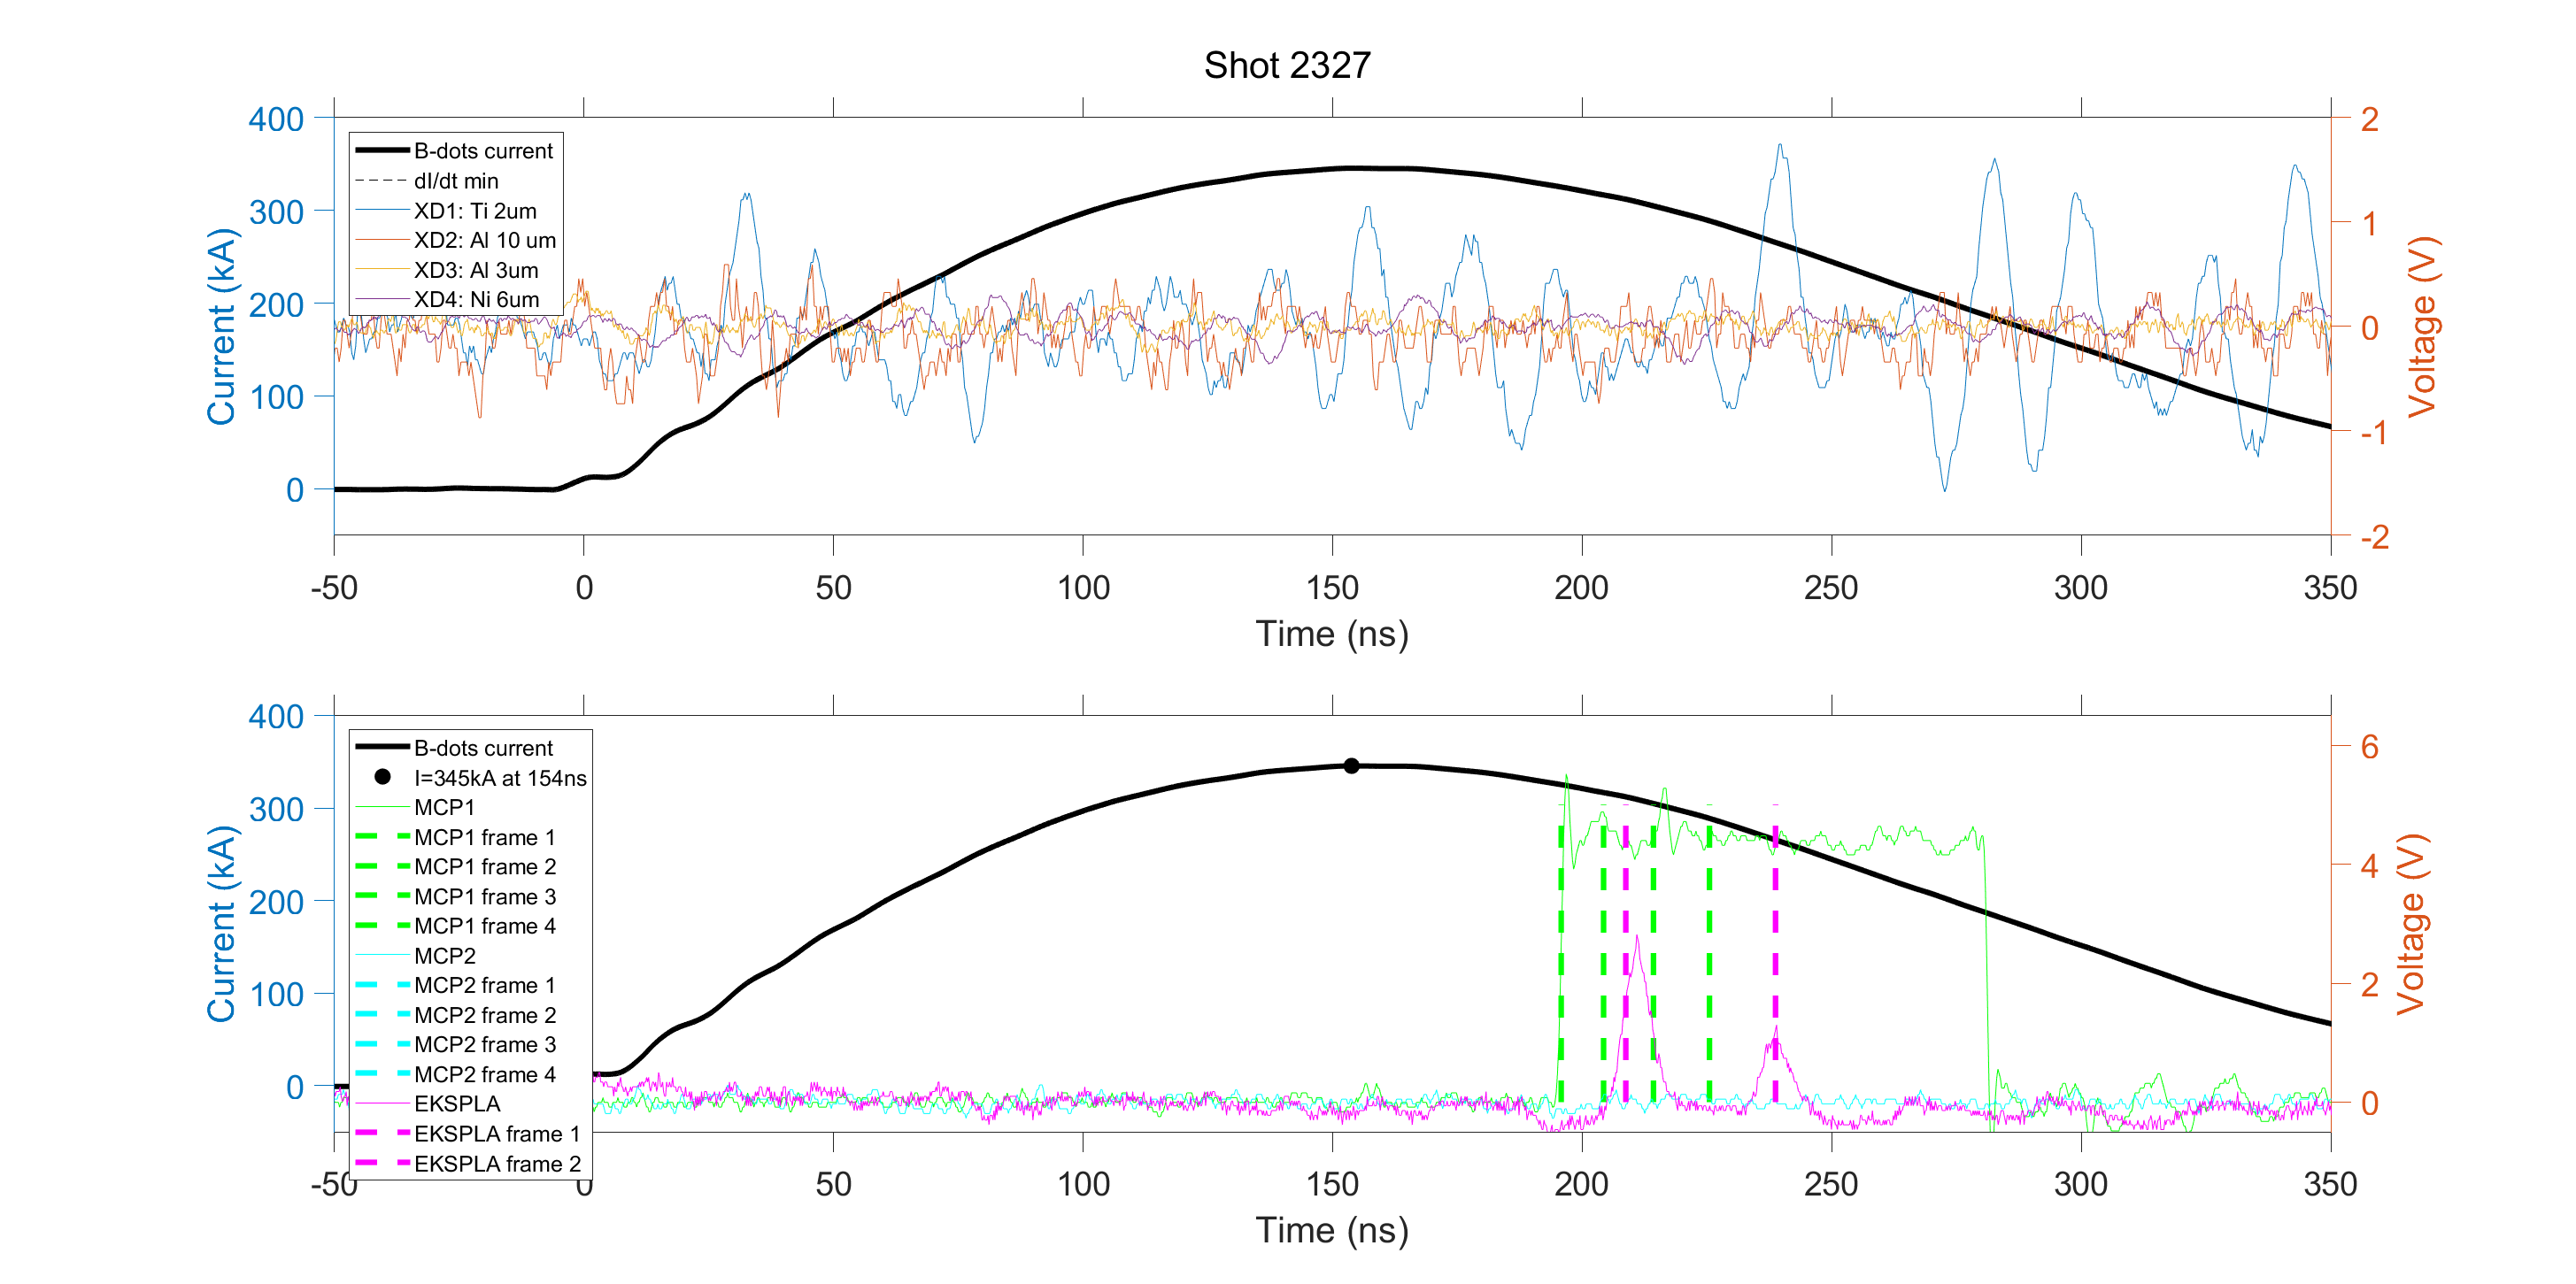 Shot 2327
400
300
200
100
0
Current (kA)
B-dots current
dI/dt min
XD1: Ti 2um
XD2: Al 10 um
XD3: Al 3um
XD4: Ni 6um
2
1
0
-1
-2
Voltage (V)
-50 0 50 100 150 200 250 300 350
Time (ns)
400
300
200
100
0
Current (kA)
B-dots current
I=345kA at 154ns
MCP1
MCP1 frame 1
MCP1 frame 2
MCP1 frame 3
MCP1 frame 4
MCP2
MCP2 frame 1
MCP2 frame 2
MCP2 frame 3
MCP2 frame 4
EKSPLA
EKSPLA frame 1
EKSPLA frame 2
6
4
2
0
Voltage (V)
-50 0 50 100 150 200 250 300 350
Time (ns)